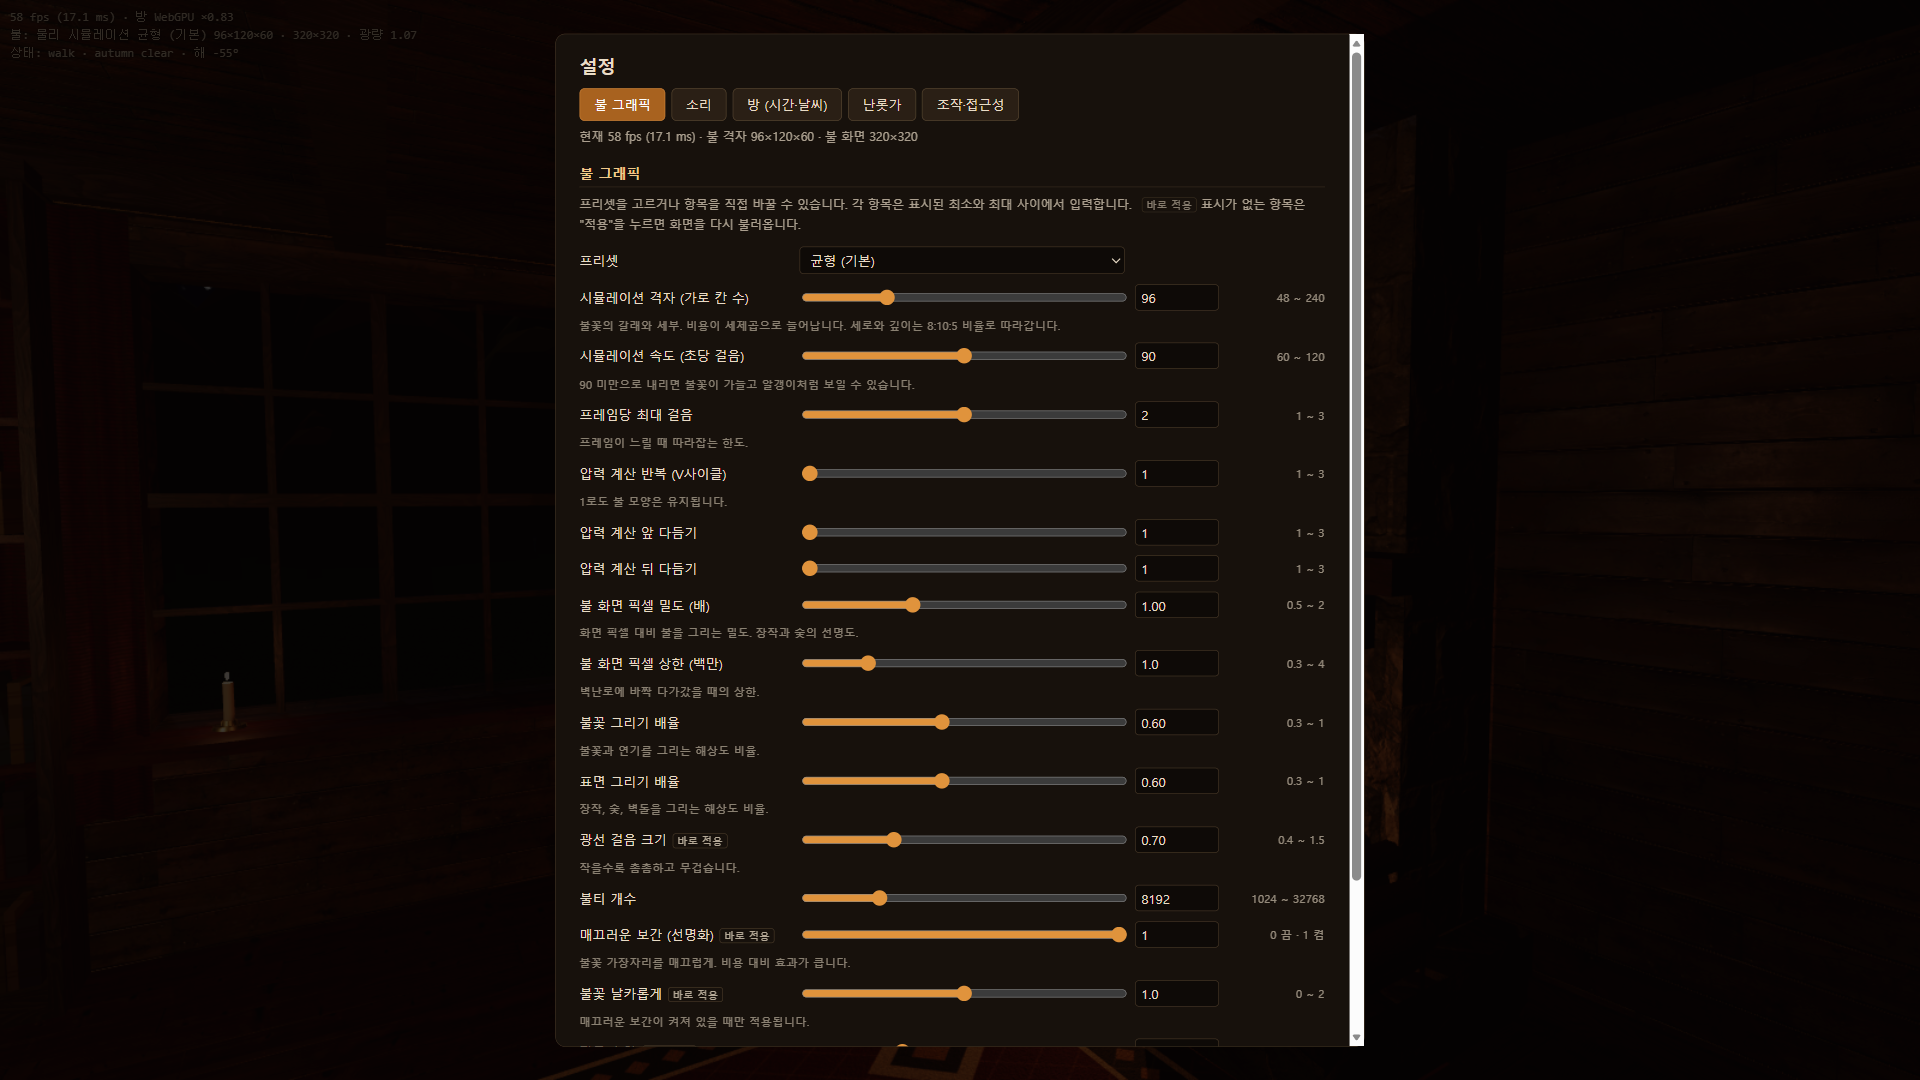 58 fps (17.1 ms) · 방 WebGPU ×0.83
불: 물리 시뮬레이션 균형 (기본) 96×120×60 · 320×320 · 광량 1.07
상태: walk · autumn clear · 해 -55°
설정
불 그래픽 소리 방 (시간·날씨) 난롯가 조작·접근성
현재 58 fps (17.1 ms) · 불 격자 96×120×60 · 불 화면 320×320
불 그래픽
프리셋을 고르거나 항목을 직접 바꿀 수 있습니다. 각 항목은 표시된 최소와 최대 사이에서 입력합니다. 바로 적용 표시가 없는 항목은
"적용"을 누르면 화면을 다시 불러옵니다.
프리셋 균형 (기본)
시뮬레이션 격자 (가로 칸 수) 96 48 ~ 240
불꽃의 갈래와 세부. 비용이 세제곱으로 늘어납니다. 세로와 깊이는 8:10:5 비율로 따라갑니다.
시뮬레이션 속도 (초당 걸음) 90 60 ~ 120
90 미만으로 내리면 불꽃이 가늘고 알갱이처럼 보일 수 있습니다.
프레임당 최대 걸음 2 1 ~ 3
프레임이 느릴 때 따라잡는 한도.
압력 계산 반복 (V사이클) 1 1 ~ 3
1로도 불 모양은 유지됩니다.
압력 계산 앞 다듬기 1 1 ~ 3
압력 계산 뒤 다듬기 1 1 ~ 3
불 화면 픽셀 밀도 (배) 1.00 0.5 ~ 2
화면 픽셀 대비 불을 그리는 밀도. 장작과 숯의 선명도.
불 화면 픽셀 상한 (백만) 1.0 0.3 ~ 4
벽난로에 바짝 다가갔을 때의 상한.
불꽃 그리기 배율 0.60 0.3 ~ 1
불꽃과 연기를 그리는 해상도 비율.
표면 그리기 배율 0.60 0.3 ~ 1
장작, 숯, 벽돌을 그리는 해상도 비율.
광선 걸음 크기 바로 적용 0.70 0.4 ~ 1.5
작을수록 촘촘하고 무겁습니다.
불티 개수 8192 1024 ~ 32768
매끄러운 보간 (선명화) 바로 적용 1 0 끔 · 1 켬
불꽃 가장자리를 매끄럽게. 비용 대비 효과가 큽니다.
불꽃 날카롭게 바로 적용 1.0 0 ~ 2
매끄러운 보간이 켜져 있을 때만 적용됩니다.